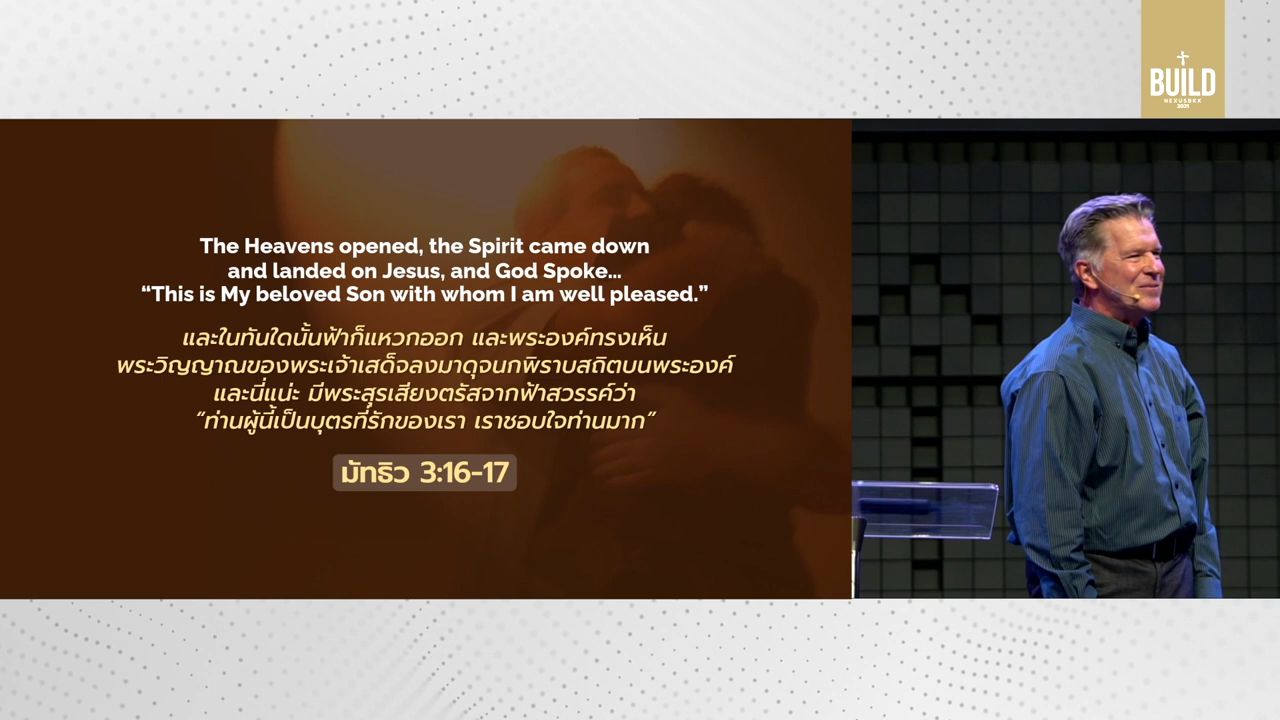 BUILD
NEXUSBKK
2021
The Heavens opened, the Spirit came down
and landed on Jesus, and God Spoke...
“This is My beloved Son with whom I am well pleased.”
และในทันใดนั้นฟ้าก็แหวกออก และพระองค์ทรงเห็น
พระวิญญาณของพระเจ้าเสด็จลงมาดุจนกพิราบสถิตบนพระองค์
และนี่แน่ะ มีพระสุรเสียงตรัสจากฟ้าสวรรค์ว่า
“ท่านผู้นี้เป็นบุตรที่รักของเรา เราชอบใจท่านมาก”
มัทธิว 3:16-17